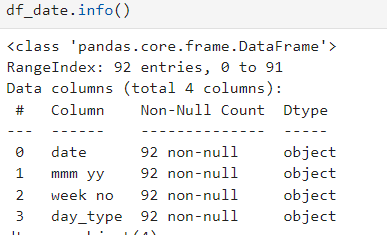 df_date.info()
<class 'pandas.core.frame.DataFrame'>
RangeIndex: 92 entries, 0 to 91
Data columns (total 4 columns):
 #   Column    Non-Null Count  Dtype
---  ------    --------------  -----
 0   date      92 non-null     object
 1   mmm yy    92 non-null     object
 2   week no   92 non-null     object
 3   day_type  92 non-null     object